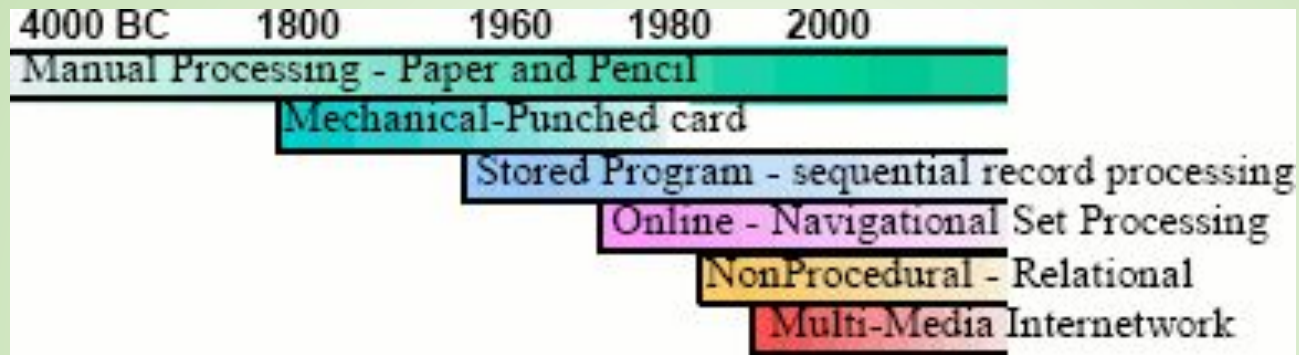 4000 BC 1800 1960 1980 2000
Manual Processing - Paper and Pencil
Mechanical-Punched card
Stored Program - sequential record processing
Online - Navigational Set Processing
NonProcedural - Relational
Multi-Media Internetwork